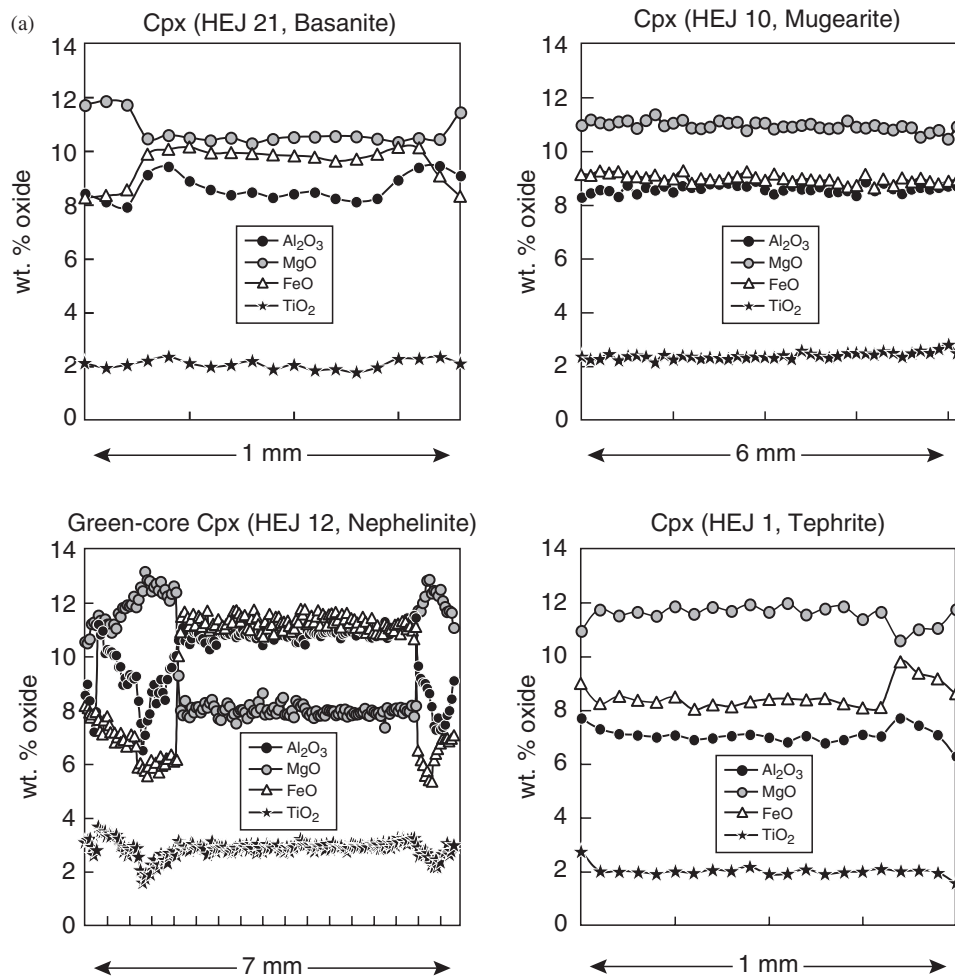 (a)
Cpx (HEJ 21, Basanite)
14
12
10
8
6
4
2
0
wt. % oxide
Al₂O₃
MgO
FeO
TiO₂
1 mm
Cpx (HEJ 10, Mugearite)
14
12
10
8
6
4
2
0
wt. % oxide
Al₂O₃
MgO
FeO
TiO₂
6 mm
Green-core Cpx (HEJ 12, Nephelinite)
14
12
10
8
6
4
2
0
wt. % oxide
Al₂O₃
MgO
FeO
TiO₂
7 mm
Cpx (HEJ 1, Tephrite)
14
12
10
8
6
4
2
0
wt. % oxide
Al₂O₃
MgO
FeO
TiO₂
1 mm